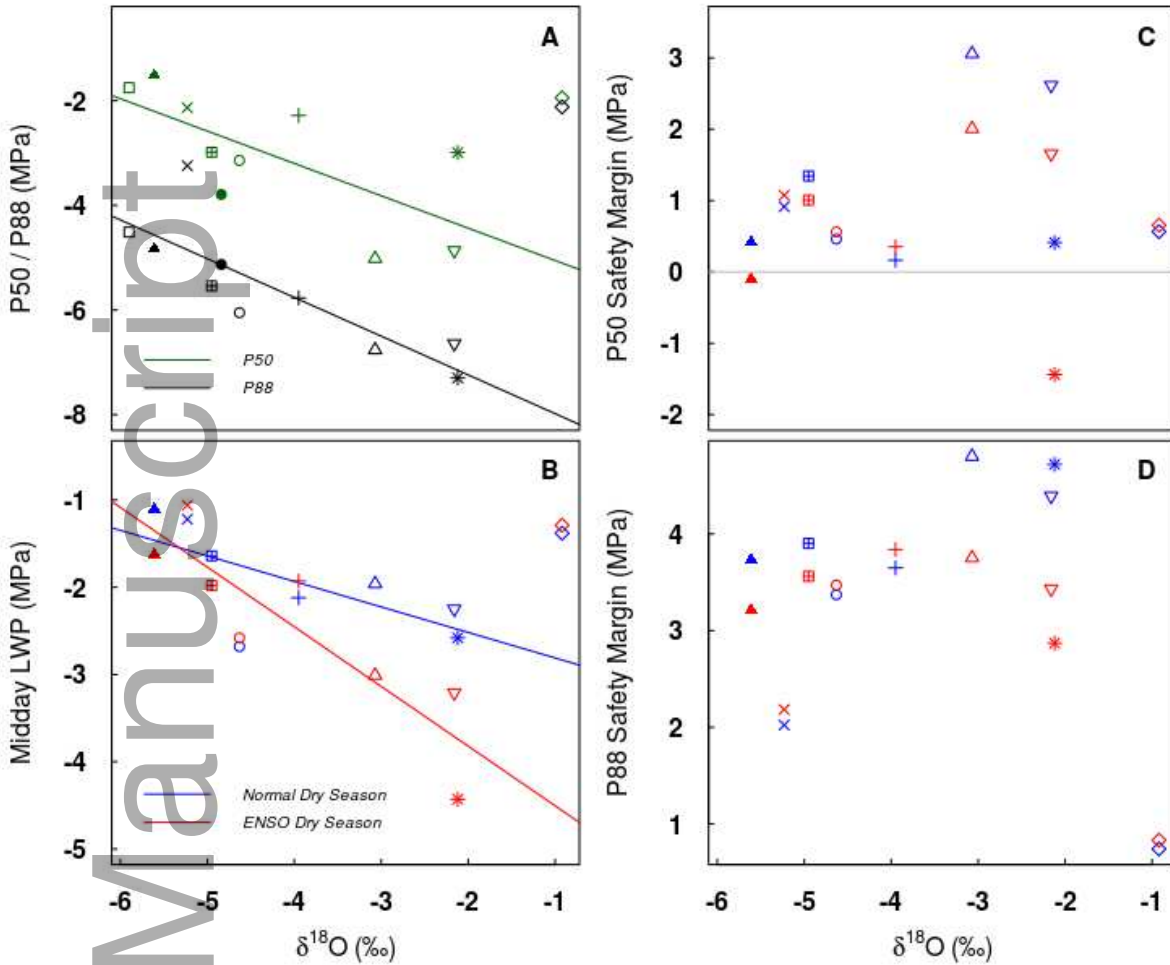 A
P50 / P88 (MPa)
-2
-4
-6
-8
P50
P88
B
Midday LWP (MPa)
-1
-2
-3
-4
-5
Normal Dry Season
ENSO Dry Season
-6 -5 -4 -3 -2 -1
δ18O (‰)
C
P50 Safety Margin (MPa)
3
2
1
0
-1
-2
D
P88 Safety Margin (MPa)
4
3
2
1
-6 -5 -4 -3 -2 -1
δ18O (‰)
Manuscript